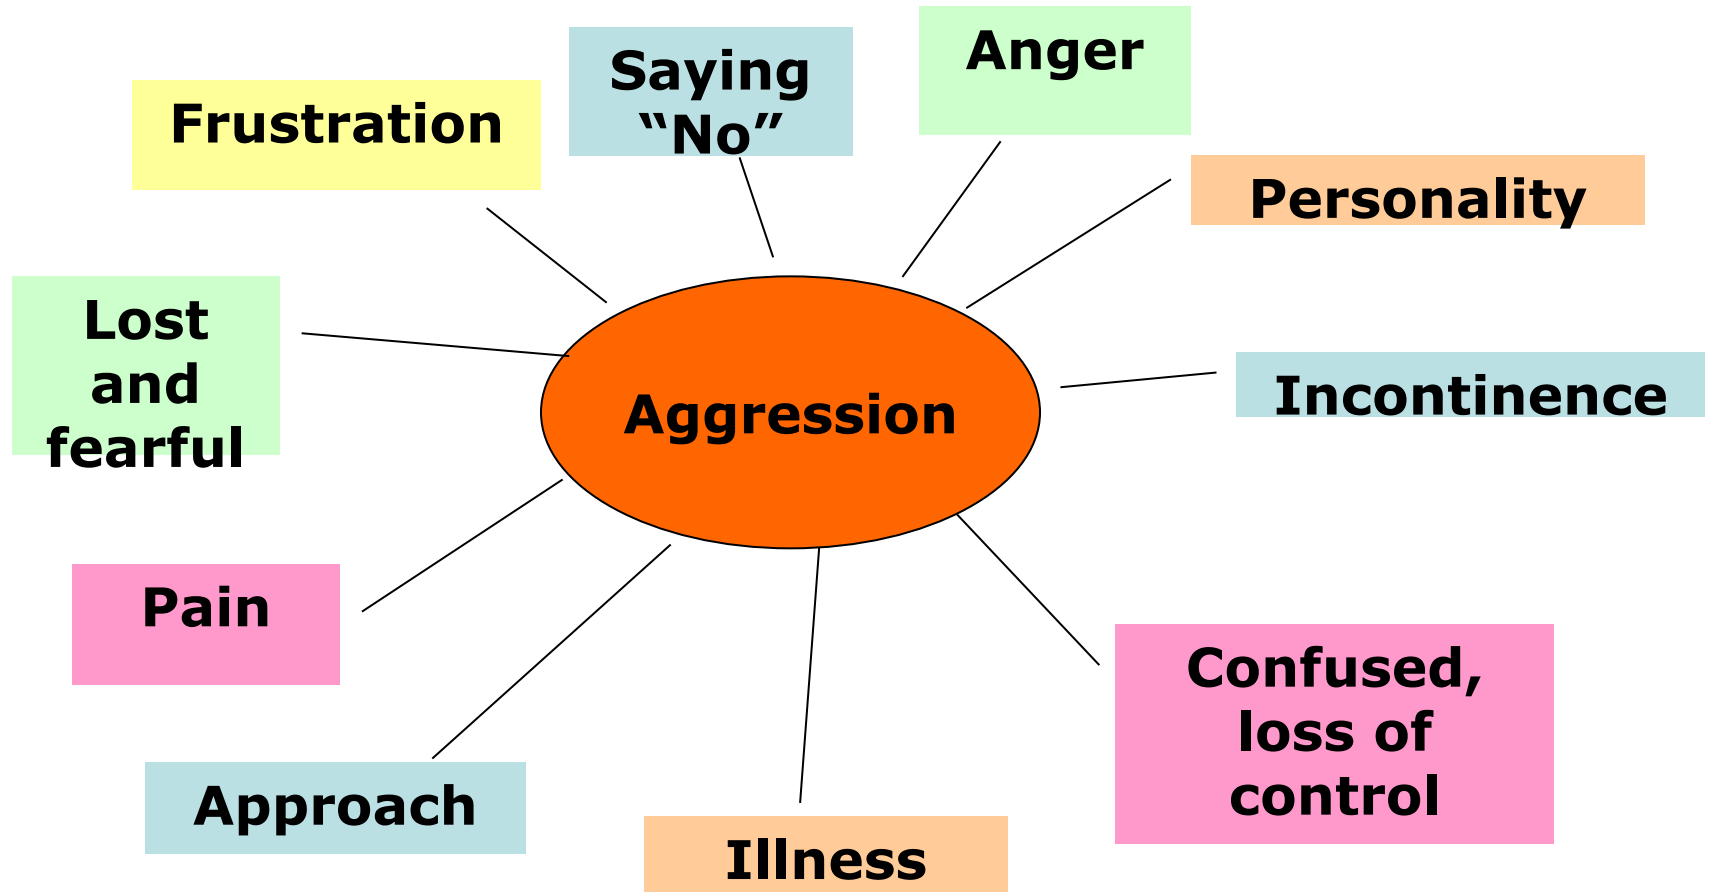 Anger
Saying
“No”
Frustration
Personality
Lost
and
fearful
Incontinence
Aggression
Pain
Confused,
loss of
control
Approach
Illness